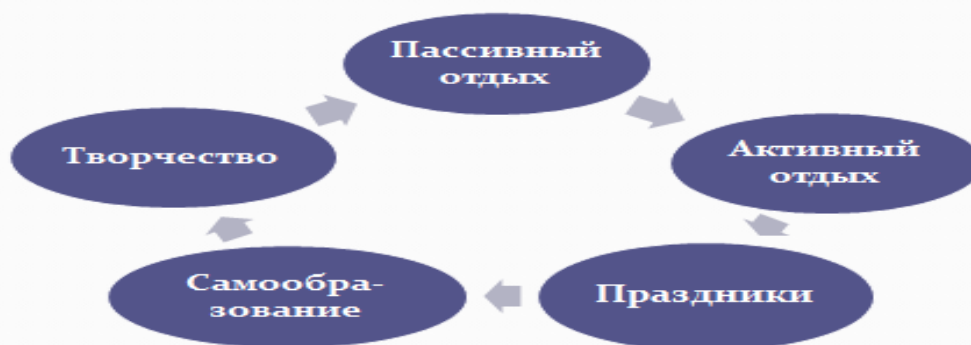 Пассивный
отдых
Активный
отдых
Праздники
Самообра-
зование
Творчество